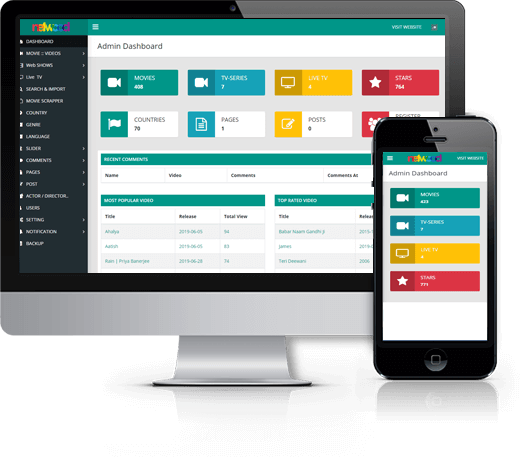 VISIT WEBSITE
DASHBOARD
MOVIE :: VIDEOS
Web SHOWS
Live TV
SEARCH & IMPORT
MOVIE SCRAPPER
COUNTRY
GENRE
LANGUAGE
SLIDER
COMMENTS
PAGES
POST
ACTOR / DIRECTOR..
USERS
SETTING
NOTIFICATION
BACKUP
Admin Dashboard
MOVIES
408
TV-SERIES
7
LIVE TV
4
STARS
764
COUNTRIES
70
PAGES
1
POSTS
0
REGISTER
RECENT COMMENTS
Name Video Comments Comments At
MOST POPULAR VIDEO
Title Release Total View
Ahalya 2019-06-05 94
Aatish 2019-06-05 83
Rain | Priya Banerjee 2019-06-28 74
TOP RATED VIDEO
Title Release
Babar Naam Gandhi Ji
James
Teri Deewani 2006
VISIT WEBSITE
Admin Dashboard
MOVIES
423
TV-SERIES
7
LIVE TV
4
STARS
771